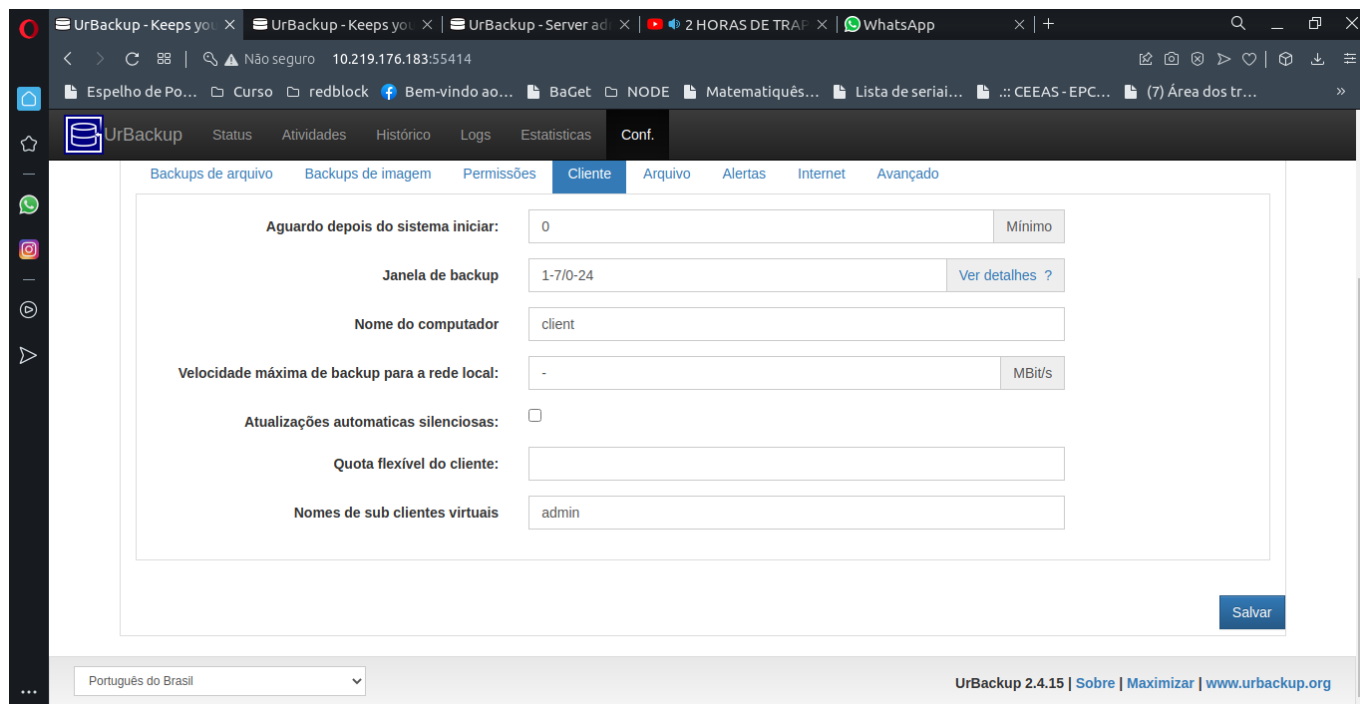 UrBackup - Keeps you
UrBackup - Keeps you
UrBackup - Server ad
2 HORAS DE TRAP
WhatsApp
Não seguro 10.219.176.183:55414
Espelho de Po...
Curso
redblock
Bem-vindo ao...
BaGet
NODE
Matematiquês...
Lista de seriai...
.:: CEEAS - EPC...
(7) Área dos tr...
»
UrBackup
Status
Atividades
Histórico
Logs
Estatisticas
Conf.
Backups de arquivo
Backups de imagem
Permissões
Cliente
Arquivo
Alertas
Internet
Avançado
Aguardo depois do sistema iniciar:
0
Mínimo
Janela de backup
1-7/0-24
Ver detalhes ?
Nome do computador
client
Velocidade máxima de backup para a rede local:
-
MBit/s
Atualizações automaticas silenciosas:
Quota flexível do cliente:
Nomes de sub clientes virtuais
admin
Salvar
Português do Brasil
UrBackup 2.4.15 | Sobre | Maximizar | www.urbackup.org